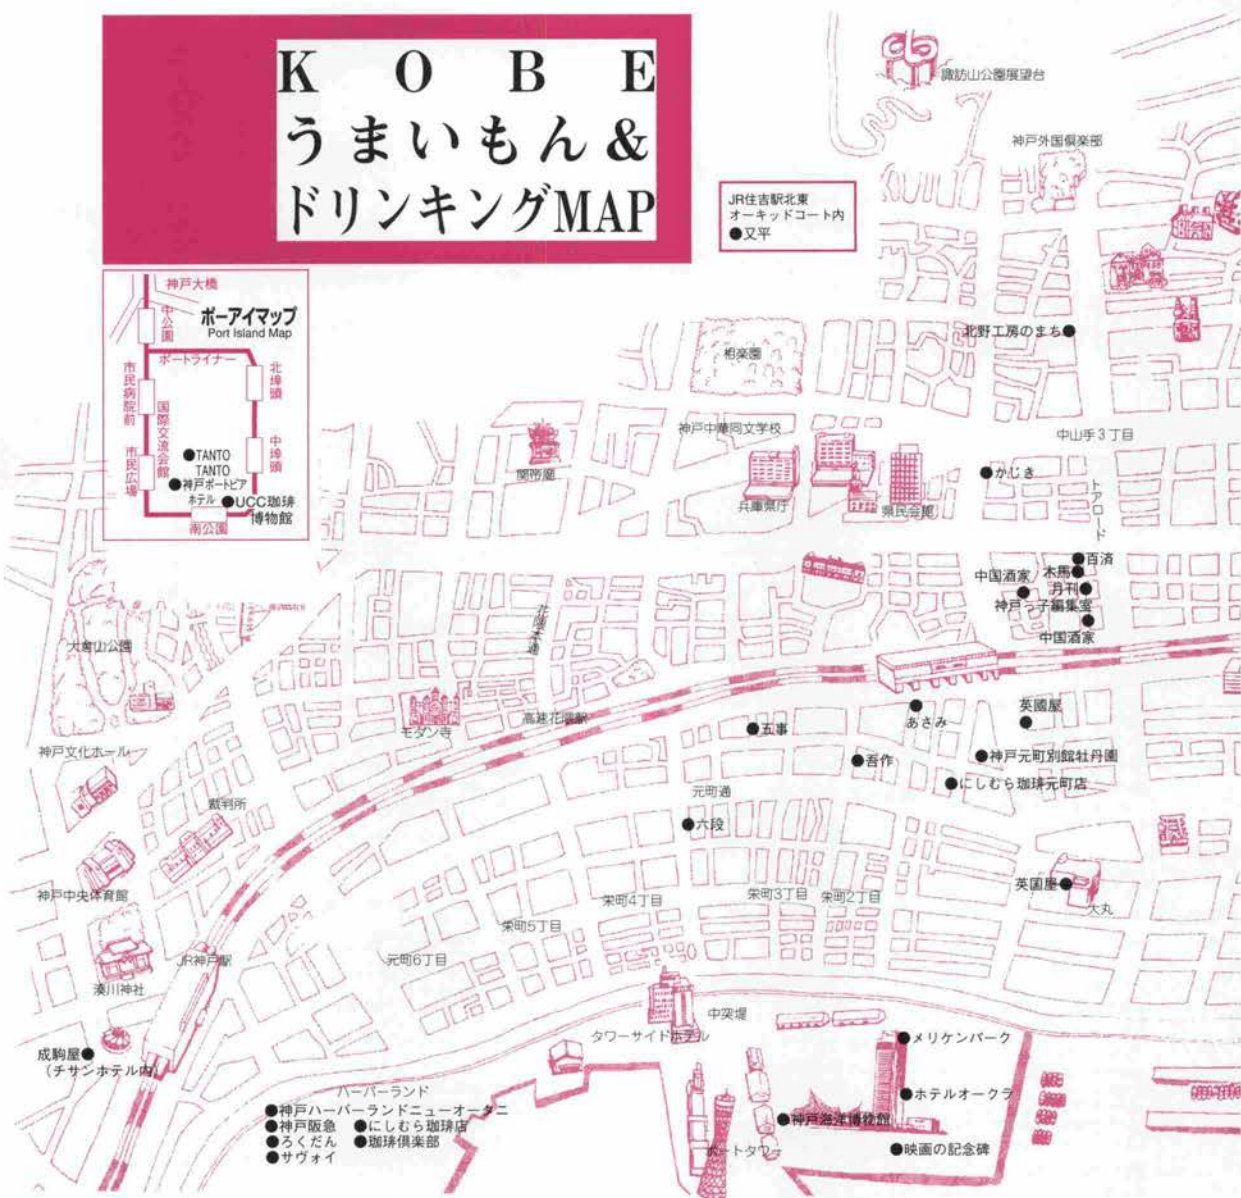 KOBE
うまいもん&
ドリンキングMAP
諏訪山公園展望台
神戸外国倶楽部
JR住吉駅北東
オーキッドコート内
●又平
神戸大橋
中公園
ポーアイマップ
Port Island Map
ポートライナー
市民病院前
北埠頭
国際交流会館
市民広場
中埠頭
●TANTO
TANTO
●神戸ポートピア
ホテル
●UCC珈琲
博物館
南公園
相楽園
北野工房のまち●
神戸中華同文学校
中山手3丁目
関帝廟
兵庫県庁
県民会館
●かじき
トアロード
●百済
中国酒家
木馬●
月刊●
神戸っ子編集室
中国酒家
大倉山公園
花隈本通
モダン寺
高速花隈駅
●五事
あさみ
英國屋
●吾作
●神戸元町別館牡丹園
●にしむら珈琲元町店
神戸文化ホール
裁判所
元町通
●六段
神戸中央体育館
英国屋●
大丸
栄町4丁目
栄町3丁目
栄町2丁目
栄町5丁目
元町6丁目
JR神戸駅
湊川神社
中突堤
タワーサイドホテル
●メリケンパーク
成駒屋●
(チサンホテル内)
ハーバーランド
●神戸ハーバーランドニューオータニ
●神戸阪急 ●にしむら珈琲店
●ろくだん ●珈琲倶楽部
●サヴォイ
●ホテルオークラ
●神戸海洋博物館
ポートタワー
●映画の記念碑